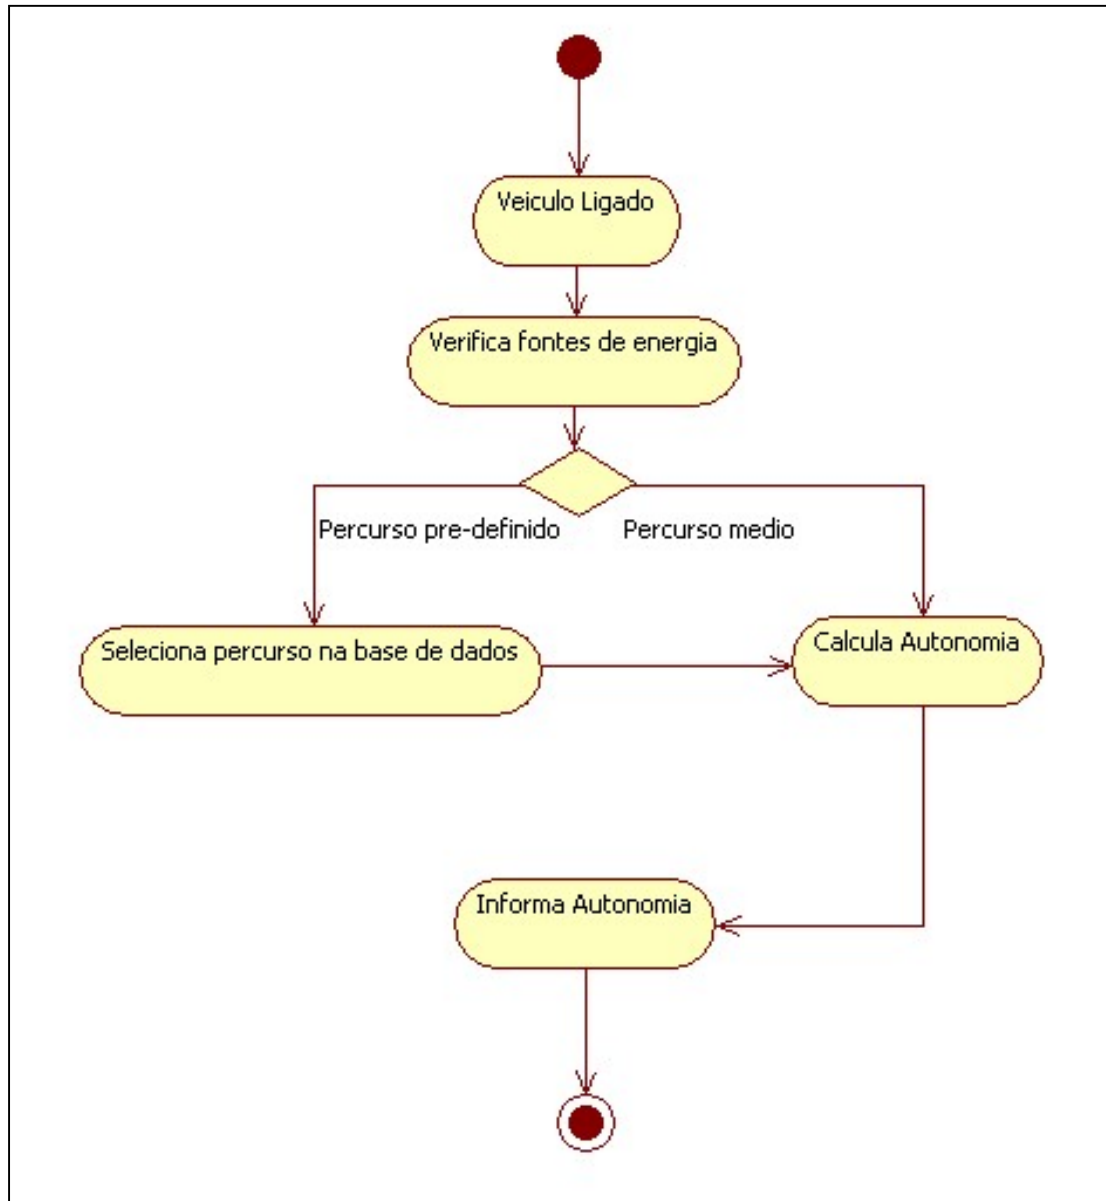 Veiculo Ligado
Verifica fontes de energia
Percurso pre-definido
Percurso medio
Seleciona percurso na base de dados
Calcula Autonomia
Informa Autonomia